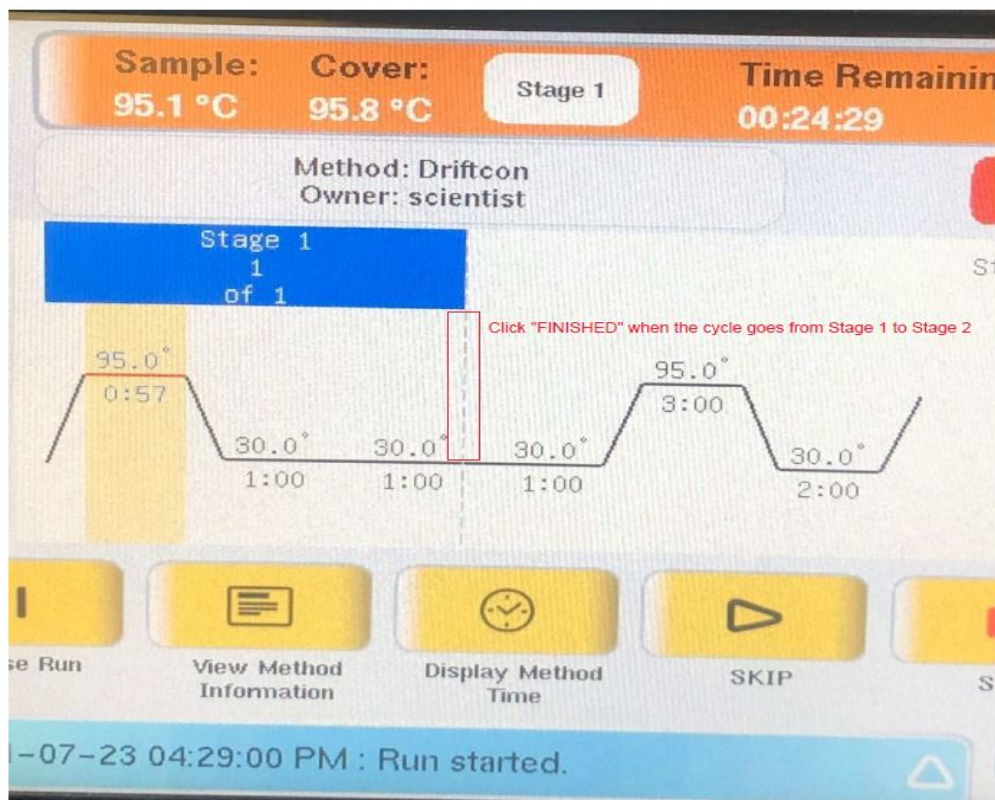 Sample: Cover: Stage 1 Time Remainin
95.1 °C 95.8 °C 00:24:29
Method: Driftcon
Owner: scientist
Stage 1
1
of 1
St
Click "FINISHED" when the cycle goes from Stage 1 to Stage 2
95.0° 95.0°
0:57 3:00
30.0° 30.0° 30.0° 30.0°
1:00 1:00 1:00 2:00
se Run View Method Information Display Method Time SKIP S
-07-23 04:29:00 PM : Run started.